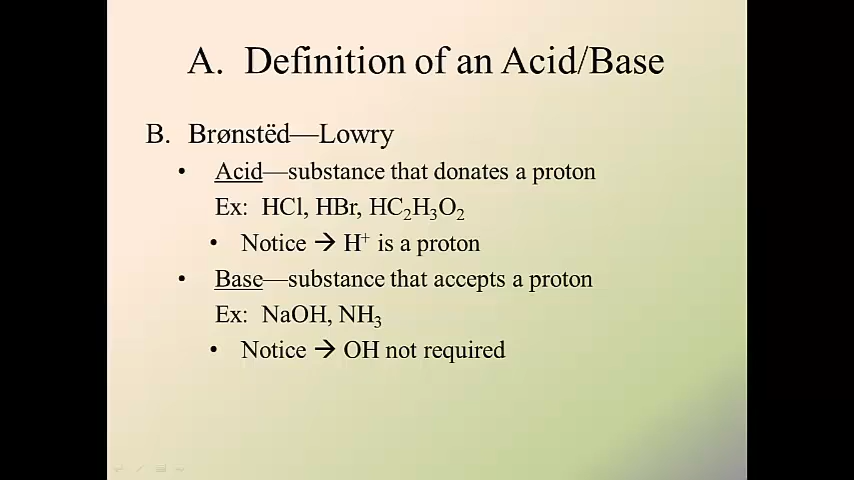 A. Definition of an Acid/Base
B. Brønstëd—Lowry
• Acid—substance that donates a proton
Ex: HCl, HBr, HC₂H₃O₂
• Notice → H⁺ is a proton
• Base—substance that accepts a proton
Ex: NaOH, NH₃
• Notice → OH not required